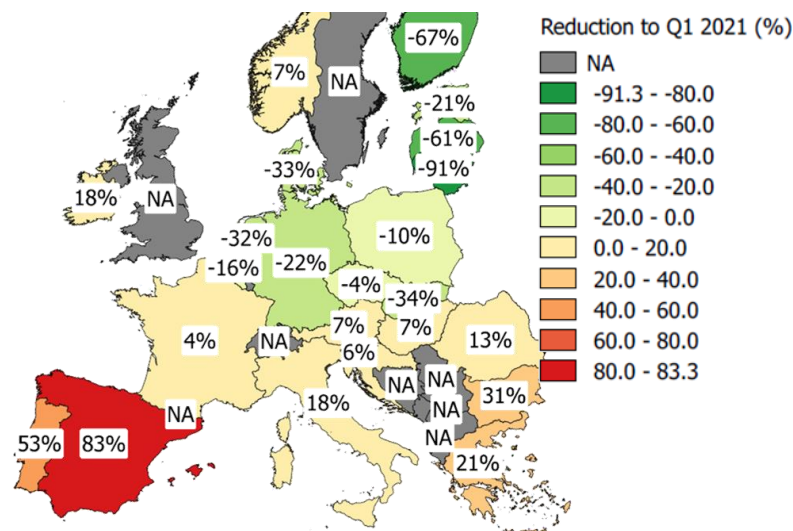 Reduction to Q1 2021 (%)
NA
-91.3 - -80.0
-80.0 - -60.0
-60.0 - -40.0
-40.0 - -20.0
-20.0 - 0.0
0.0 - 20.0
20.0 - 40.0
40.0 - 60.0
60.0 - 80.0
80.0 - 83.3
-67%
7%
NA
-21%
-61%
-91%
-33%
18%
NA
-32%
-10%
-16%
-22%
-4%
-34%
4%
NA
7%
7%
13%
6%
NA
NA
31%
18%
NA
NA
53%
83%
NA
21%